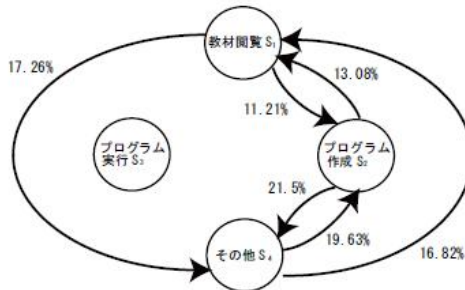 教材閲覧 S₁
17.26%
13.08%
11.21%
プログラム
実行 S₃
プログラム
作成 S₂
21.5%
19.63%
その他 S₄
16.82%